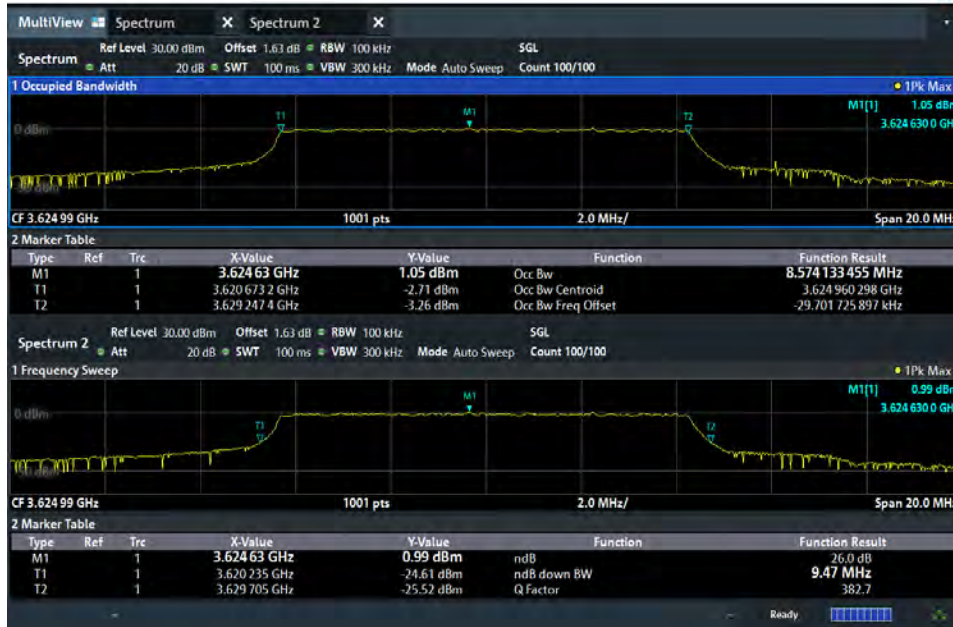 MultiView Spectrum X Spectrum 2 X
Ref Level 30.00 dBm Offset 1.63 dB RBW 100 kHz SGL
Spectrum Att 20 dB SWT 100 ms VBW 300 kHz Mode Auto Sweep Count 100/100
1 Occupied Bandwidth 1Pk Max
M1[1] 1.05 dBm
3.624 630 0 GH
T1 M1 T2
0 dBm
CF 3.624 99 GHz 1001 pts 2.0 MHz/ Span 20.0 MH
2 Marker Table
Type Ref Trc X-Value Y-Value Function Function Result
M1 1 3.624 63 GHz 1.05 dBm Occ Bw 8.574 133 455 MHz
T1 1 3.620 673 2 GHz -2.71 dBm Occ Bw Centroid 3.624 960 298 GHz
T2 1 3.629 247 4 GHz -3.26 dBm Occ Bw Freq Offset -29.701 725 897 kHz
Ref Level 30.00 dBm Offset 1.63 dB RBW 100 kHz SGL
Spectrum 2 Att 20 dB SWT 100 ms VBW 300 kHz Mode Auto Sweep Count 100/100
1 Frequency Sweep 1Pk Max
M1[1] 0.99 dBm
3.624 630 0 GH
M1
0 dBm
T1 T2
CF 3.624 99 GHz 1001 pts 2.0 MHz/ Span 20.0 MH
2 Marker Table
Type Ref Trc X-Value Y-Value Function Function Result
M1 1 3.624 63 GHz 0.99 dBm ndB 26.0 dB
T1 1 3.620 235 GHz -24.61 dBm ndB down BW 9.47 MHz
T2 1 3.629 705 GHz -25.52 dBm Q Factor 382.7
Ready